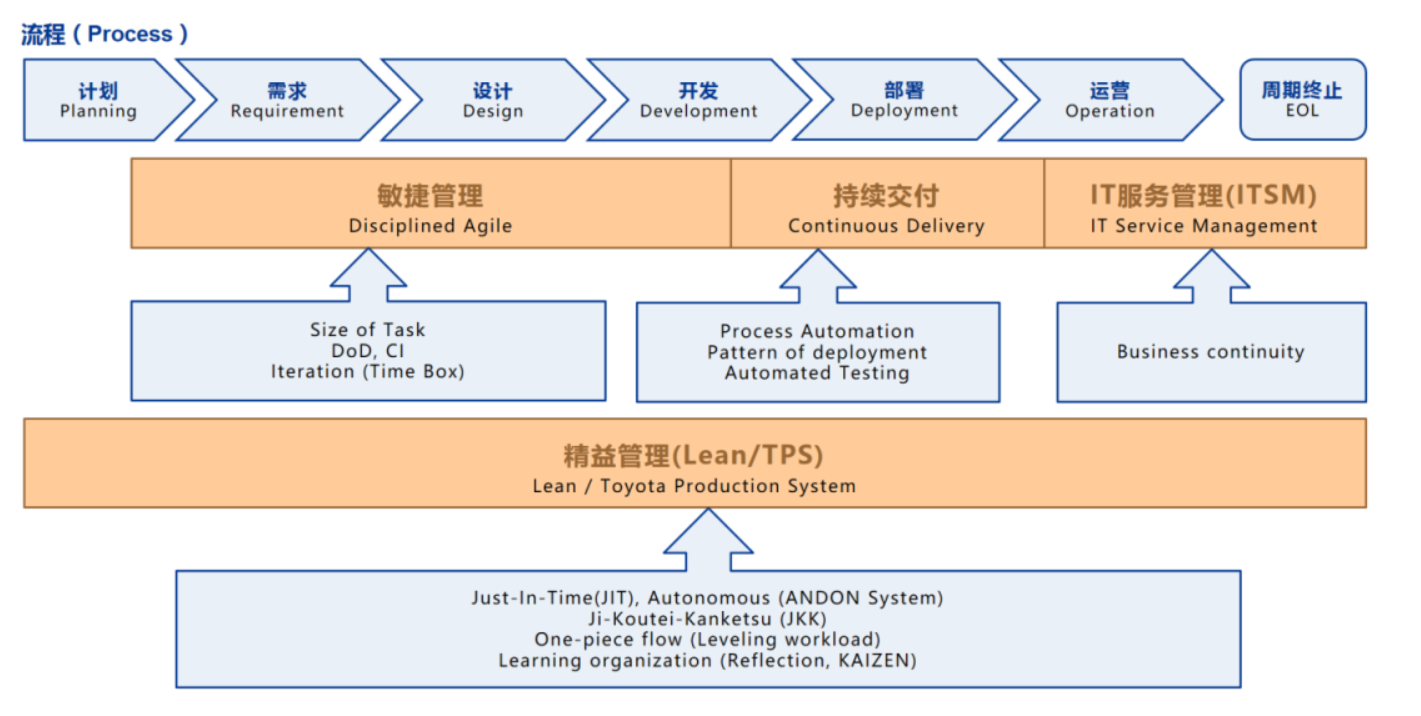 流程（Process）
计划
Planning
需求
Requirement
设计
Design
开发
Development
部署
Deployment
运营
Operation
周期终止
EOL
敏捷管理
Disciplined Agile
持续交付
Continuous Delivery
IT服务管理(ITSM)
IT Service Management
Size of Task
DoD, CI
Iteration (Time Box)
Process Automation
Pattern of deployment
Automated Testing
Business continuity
精益管理(Lean/TPS)
Lean / Toyota Production System
Just-In-Time(JIT), Autonomous (ANDON System)
Ji-Koutei-Kanketsu (JKK)
One-piece flow (Leveling workload)
Learning organization (Reflection, KAIZEN)